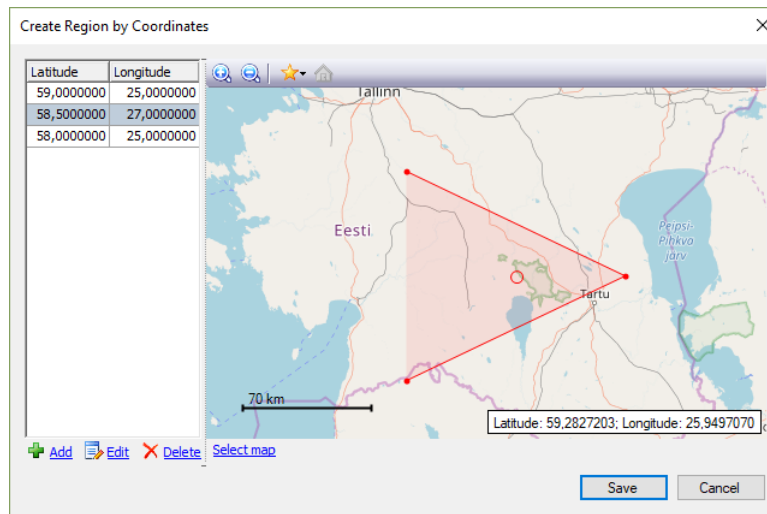 Create Region by Coordinates
Latitude Longitude
59,0000000 25,0000000
58,5000000 27,0000000
58,0000000 25,0000000
Add Edit Delete
Tallinn
Eesti
Peipsi-
Pihkva
järv
Tartu
70 km
Latitude: 59,2827203; Longitude: 25,9497070
Select map
Save Cancel